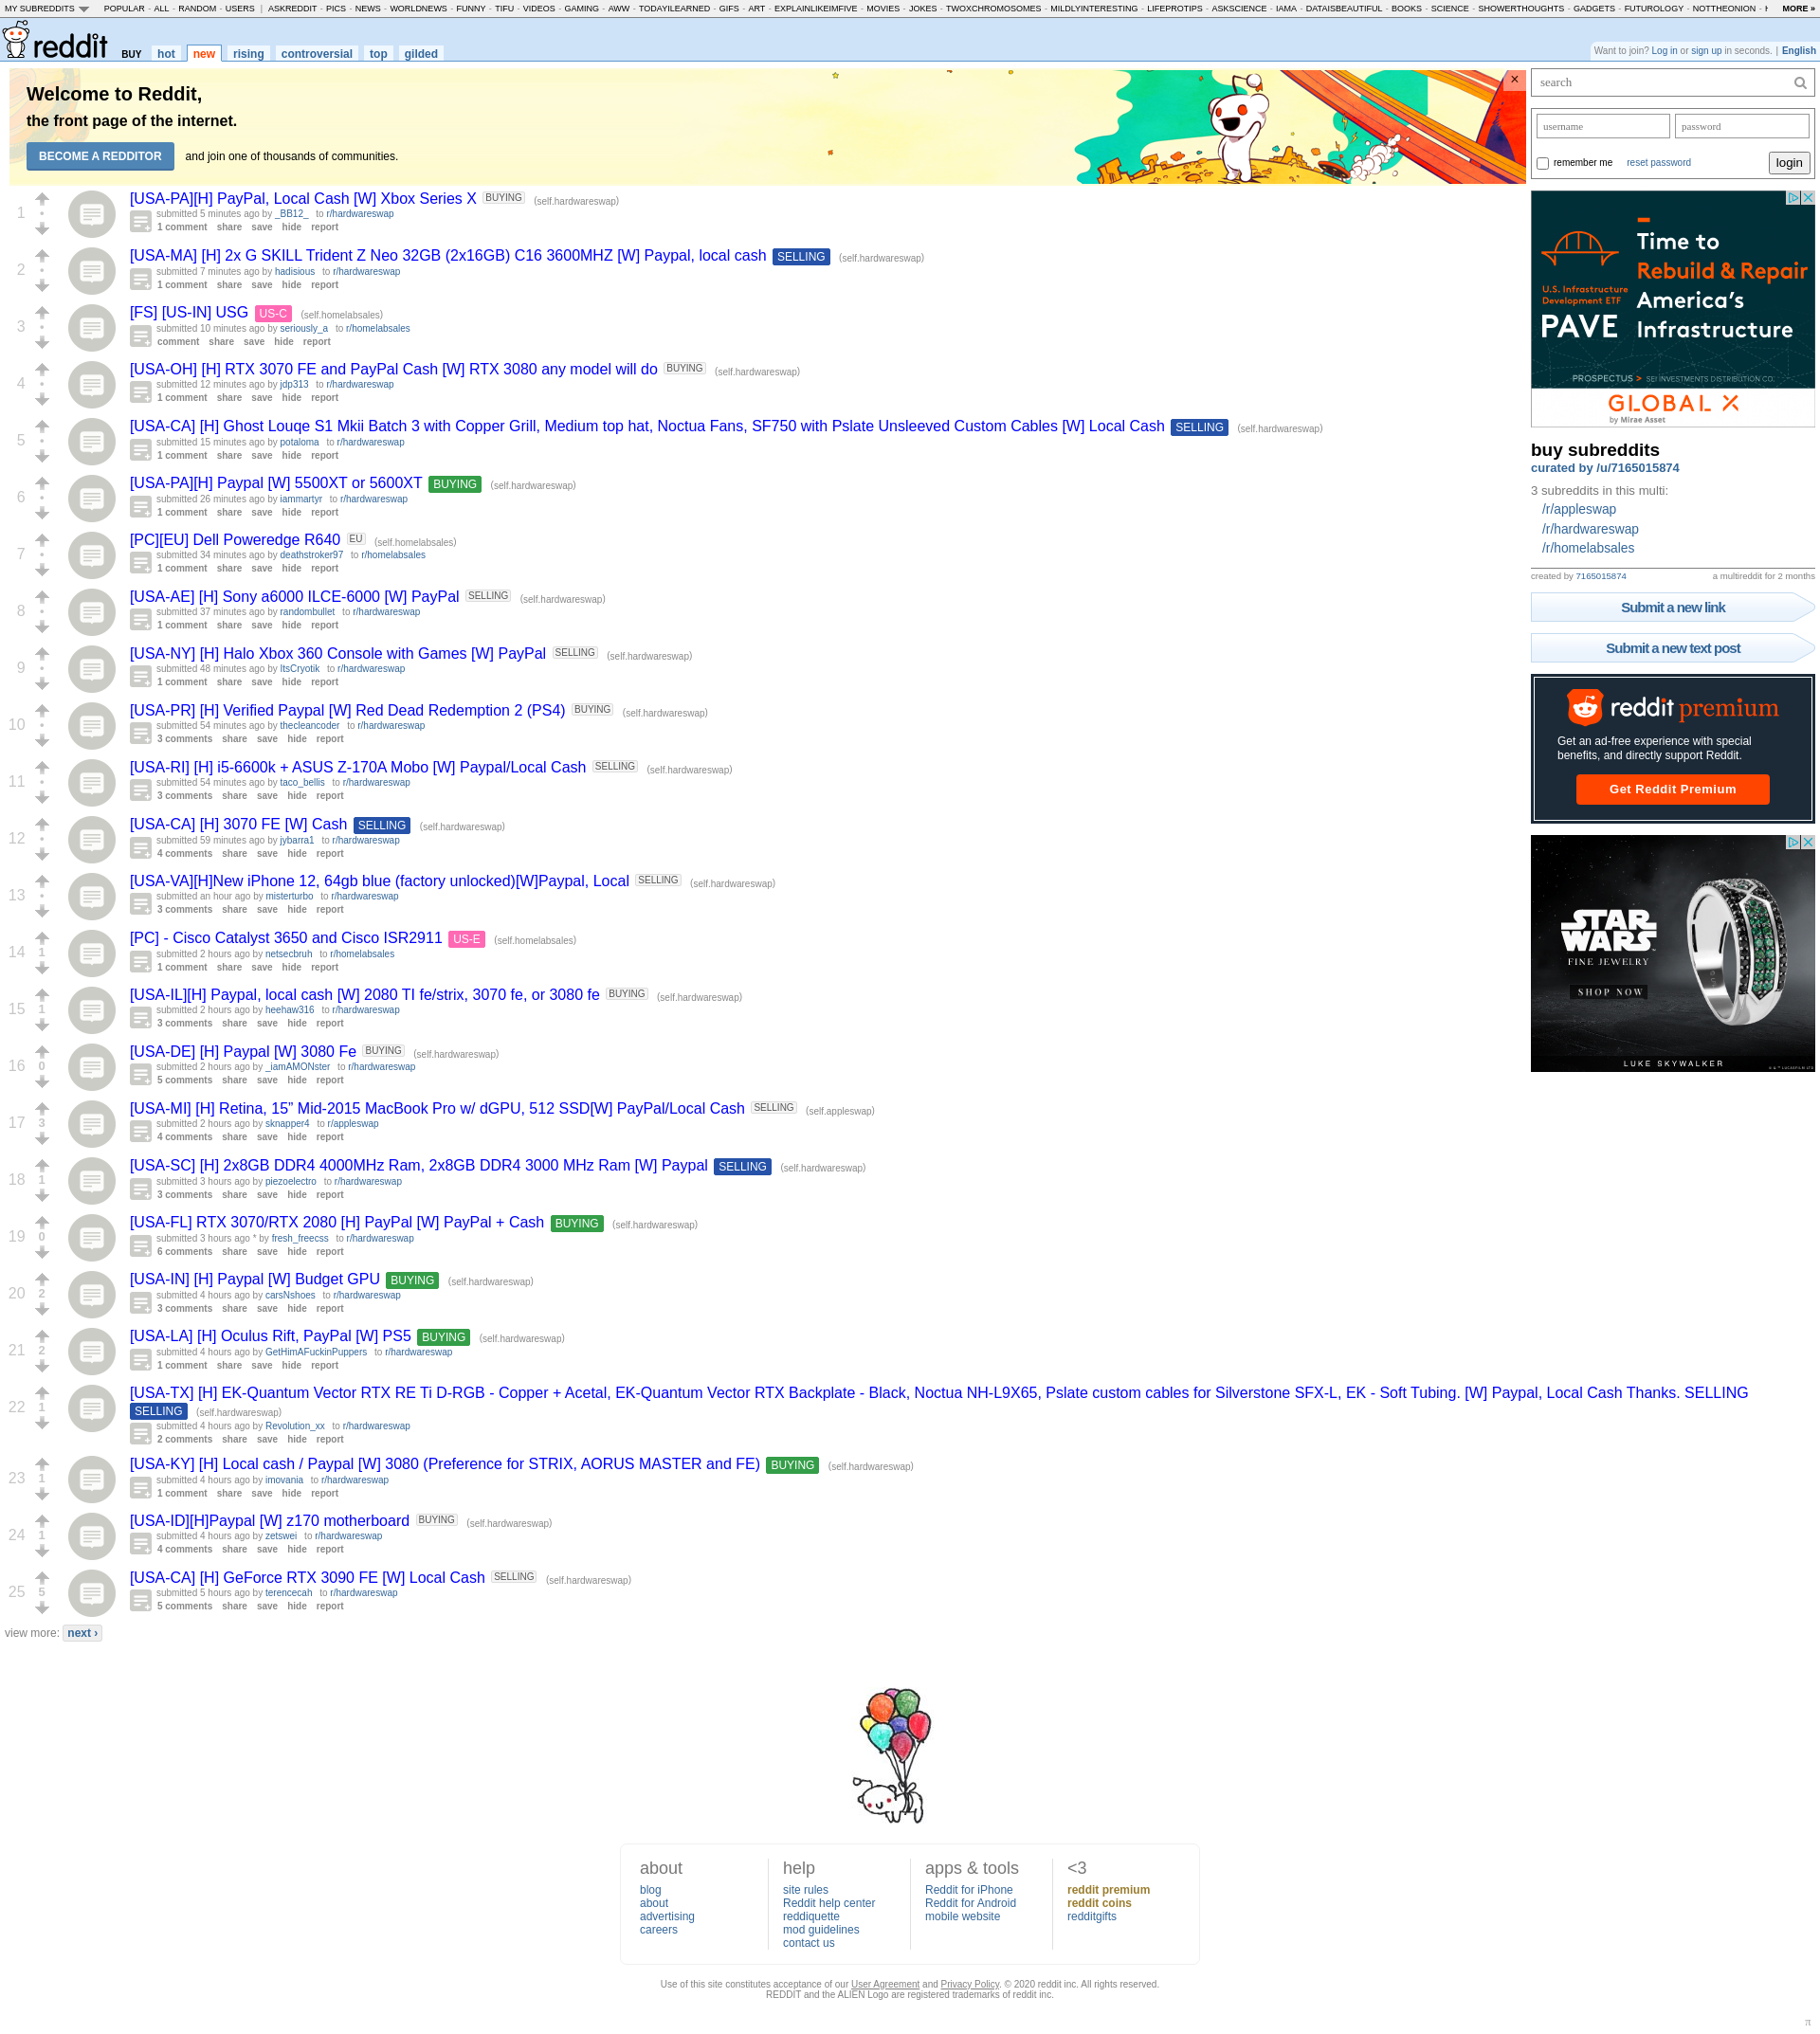 MY SUBREDDITS POPULAR - ALL - RANDOM - USERS | ASKREDDIT - PICS - NEWS - WORLDNEWS - FUNNY - TIFU - VIDEOS - GAMING - AWW - TODAYILEARNED - GIFS - ART - EXPLAINLIKEIMFIVE - MOVIES - JOKES - TWOXCHROMOSOMES - MILDLYINTERESTING - LIFEPROTIPS - ASKSCIENCE - IAMA - DATAISBEAUTIFUL - BOOKS - SCIENCE - SHOWERTHOUGHTS - GADGETS - FUTUROLOGY - NOTTHEONION - MORE »
reddit BUY hot new rising controversial top gilded
Want to join? Log in or sign up in seconds. | English
Welcome to Reddit,
the front page of the internet.
BECOME A REDDITOR and join one of thousands of communities.
×
1
[USA-PA][H] PayPal, Local Cash [W] Xbox Series X BUYING (self.hardwareswap)
submitted 5 minutes ago by _BB12_ to r/hardwareswap
1 comment share save hide report
2
[USA-MA] [H] 2x G SKILL Trident Z Neo 32GB (2x16GB) C16 3600MHZ [W] Paypal, local cash SELLING (self.hardwareswap)
submitted 7 minutes ago by hadisious to r/hardwareswap
1 comment share save hide report
3
[FS] [US-IN] USG US-C (self.homelabsales)
submitted 10 minutes ago by seriously_a to r/homelabsales
comment share save hide report
4
[USA-OH] [H] RTX 3070 FE and PayPal Cash [W] RTX 3080 any model will do BUYING (self.hardwareswap)
submitted 12 minutes ago by jdp313 to r/hardwareswap
1 comment share save hide report
5
[USA-CA] [H] Ghost Louqe S1 Mkii Batch 3 with Copper Grill, Medium top hat, Noctua Fans, SF750 with Pslate Unsleeved Custom Cables [W] Local Cash SELLING (self.hardwareswap)
submitted 15 minutes ago by potaloma to r/hardwareswap
1 comment share save hide report
6
[USA-PA][H] Paypal [W] 5500XT or 5600XT BUYING (self.hardwareswap)
submitted 26 minutes ago by iammartyr to r/hardwareswap
1 comment share save hide report
7
[PC][EU] Dell Poweredge R640 EU (self.homelabsales)
submitted 34 minutes ago by deathstroker97 to r/homelabsales
1 comment share save hide report
8
[USA-AE] [H] Sony a6000 ILCE-6000 [W] PayPal SELLING (self.hardwareswap)
submitted 37 minutes ago by randombullet to r/hardwareswap
1 comment share save hide report
9
[USA-NY] [H] Halo Xbox 360 Console with Games [W] PayPal SELLING (self.hardwareswap)
submitted 48 minutes ago by ItsCryotik to r/hardwareswap
1 comment share save hide report
10
[USA-PR] [H] Verified Paypal [W] Red Dead Redemption 2 (PS4) BUYING (self.hardwareswap)
submitted 54 minutes ago by thecleancoder to r/hardwareswap
3 comments share save hide report
11
[USA-RI] [H] i5-6600k + ASUS Z-170A Mobo [W] Paypal/Local Cash SELLING (self.hardwareswap)
submitted 54 minutes ago by taco_bellis to r/hardwareswap
3 comments share save hide report
12
[USA-CA] [H] 3070 FE [W] Cash SELLING (self.hardwareswap)
submitted 59 minutes ago by jybarra1 to r/hardwareswap
4 comments share save hide report
13
[USA-VA][H]New iPhone 12, 64gb blue (factory unlocked)[W]Paypal, Local SELLING (self.hardwareswap)
submitted an hour ago by misterturbo to r/hardwareswap
3 comments share save hide report
14 1
[PC] - Cisco Catalyst 3650 and Cisco ISR2911 US-E (self.homelabsales)
submitted 2 hours ago by netsecbruh to r/homelabsales
1 comment share save hide report
15 1
[USA-IL][H] Paypal, local cash [W] 2080 TI fe/strix, 3070 fe, or 3080 fe BUYING (self.hardwareswap)
submitted 2 hours ago by heehaw316 to r/hardwareswap
3 comments share save hide report
16 0
[USA-DE] [H] Paypal [W] 3080 Fe BUYING (self.hardwareswap)
submitted 2 hours ago by _iamAMONster to r/hardwareswap
5 comments share save hide report
17 3
[USA-MI] [H] Retina, 15” Mid-2015 MacBook Pro w/ dGPU, 512 SSD[W] PayPal/Local Cash SELLING (self.appleswap)
submitted 2 hours ago by sknapper4 to r/appleswap
4 comments share save hide report
18 1
[USA-SC] [H] 2x8GB DDR4 4000MHz Ram, 2x8GB DDR4 3000 MHz Ram [W] Paypal SELLING (self.hardwareswap)
submitted 3 hours ago by piezoelectro to r/hardwareswap
3 comments share save hide report
19 0
[USA-FL] RTX 3070/RTX 2080 [H] PayPal [W] PayPal + Cash BUYING (self.hardwareswap)
submitted 3 hours ago * by fresh_freecss to r/hardwareswap
6 comments share save hide report
20 2
[USA-IN] [H] Paypal [W] Budget GPU BUYING (self.hardwareswap)
submitted 4 hours ago by carsNshoes to r/hardwareswap
3 comments share save hide report
21 2
[USA-LA] [H] Oculus Rift, PayPal [W] PS5 BUYING (self.hardwareswap)
submitted 4 hours ago by GetHimAFuckinPuppers to r/hardwareswap
1 comment share save hide report
22 1
[USA-TX] [H] EK-Quantum Vector RTX RE Ti D-RGB - Copper + Acetal, EK-Quantum Vector RTX Backplate - Black, Noctua NH-L9X65, Pslate custom cables for Silverstone SFX-L, EK - Soft Tubing. [W] Paypal, Local Cash Thanks. SELLING
SELLING (self.hardwareswap)
submitted 4 hours ago by Revolution_xx to r/hardwareswap
2 comments share save hide report
23 1
[USA-KY] [H] Local cash / Paypal [W] 3080 (Preference for STRIX, AORUS MASTER and FE) BUYING (self.hardwareswap)
submitted 4 hours ago by imovania to r/hardwareswap
1 comment share save hide report
24 1
[USA-ID][H]Paypal [W] z170 motherboard BUYING (self.hardwareswap)
submitted 4 hours ago by zetswei to r/hardwareswap
4 comments share save hide report
25 5
[USA-CA] [H] GeForce RTX 3090 FE [W] Local Cash SELLING (self.hardwareswap)
submitted 5 hours ago by terencecah to r/hardwareswap
5 comments share save hide report
view more: next ›
search
username password
remember me reset password login
Time to
Rebuild & Repair
America’s
Infrastructure
U.S. Infrastructure
Development ETF
PAVE
PROSPECTUS > SEI INVESTMENTS DISTRIBUTION CO.
GLOBAL X
by Mirae Asset
buy subreddits
curated by /u/7165015874
3 subreddits in this multi:
/r/appleswap
/r/hardwareswap
/r/homelabsales
created by 7165015874 a multireddit for 2 months
Submit a new link
Submit a new text post
reddit premium
Get an ad-free experience with special
benefits, and directly support Reddit.
Get Reddit Premium
STAR
WARS
FINE JEWELRY
SHOP NOW
LUKE SKYWALKER
about
blog
about
advertising
careers
help
site rules
Reddit help center
reddiquette
mod guidelines
contact us
apps & tools
Reddit for iPhone
Reddit for Android
mobile website
<3
reddit premium
reddit coins
redditgifts
Use of this site constitutes acceptance of our User Agreement and Privacy Policy. © 2020 reddit inc. All rights reserved.
REDDIT and the ALIEN Logo are registered trademarks of reddit inc.
π